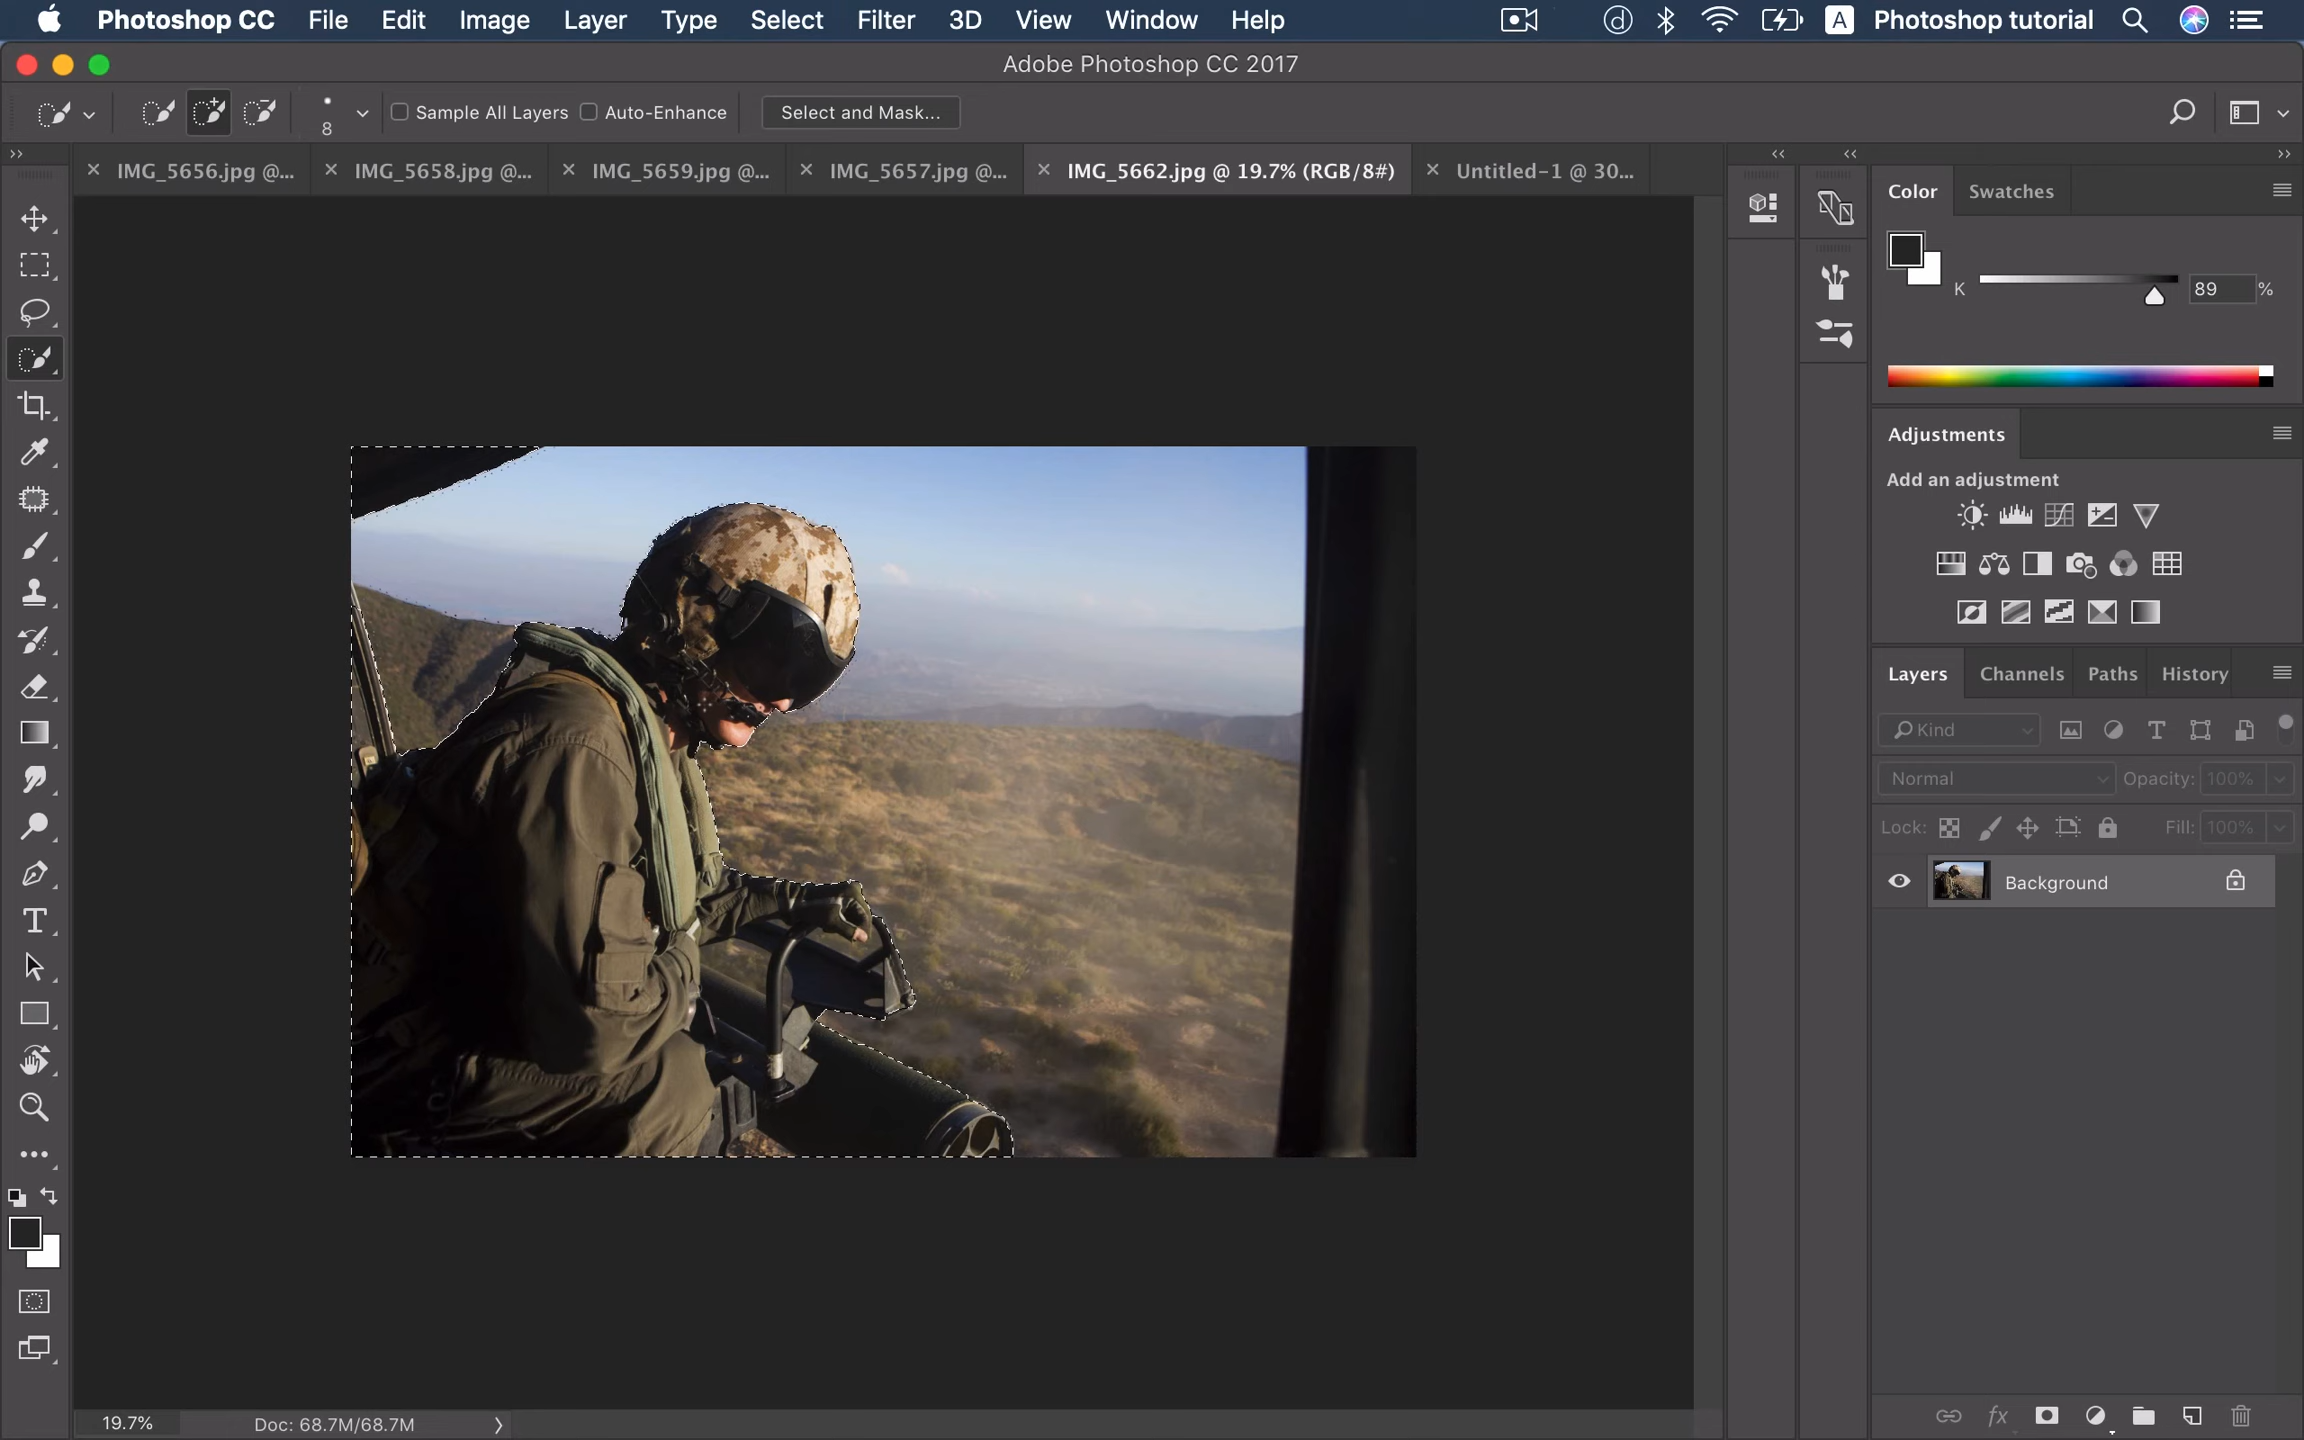 Photoshop CC File Edit Image Layer Type Select Filter 3D View Window Help A Photoshop tutorial
Adobe Photoshop CC 2017
8 Sample All Layers Auto-Enhance Select and Mask...
IMG_5656.jpg @... IMG_5658.jpg @... IMG_5659.jpg @... IMG_5657.jpg @... IMG_5662.jpg @ 19.7% (RGB/8#) Untitled-1 @ 30...
Color Swatches
K 89 %
Adjustments
Add an adjustment
Layers Channels Paths History
Kind
Normal Opacity: 100%
Lock: Fill: 100%
Background
19.7% Doc: 68.7M/68.7M